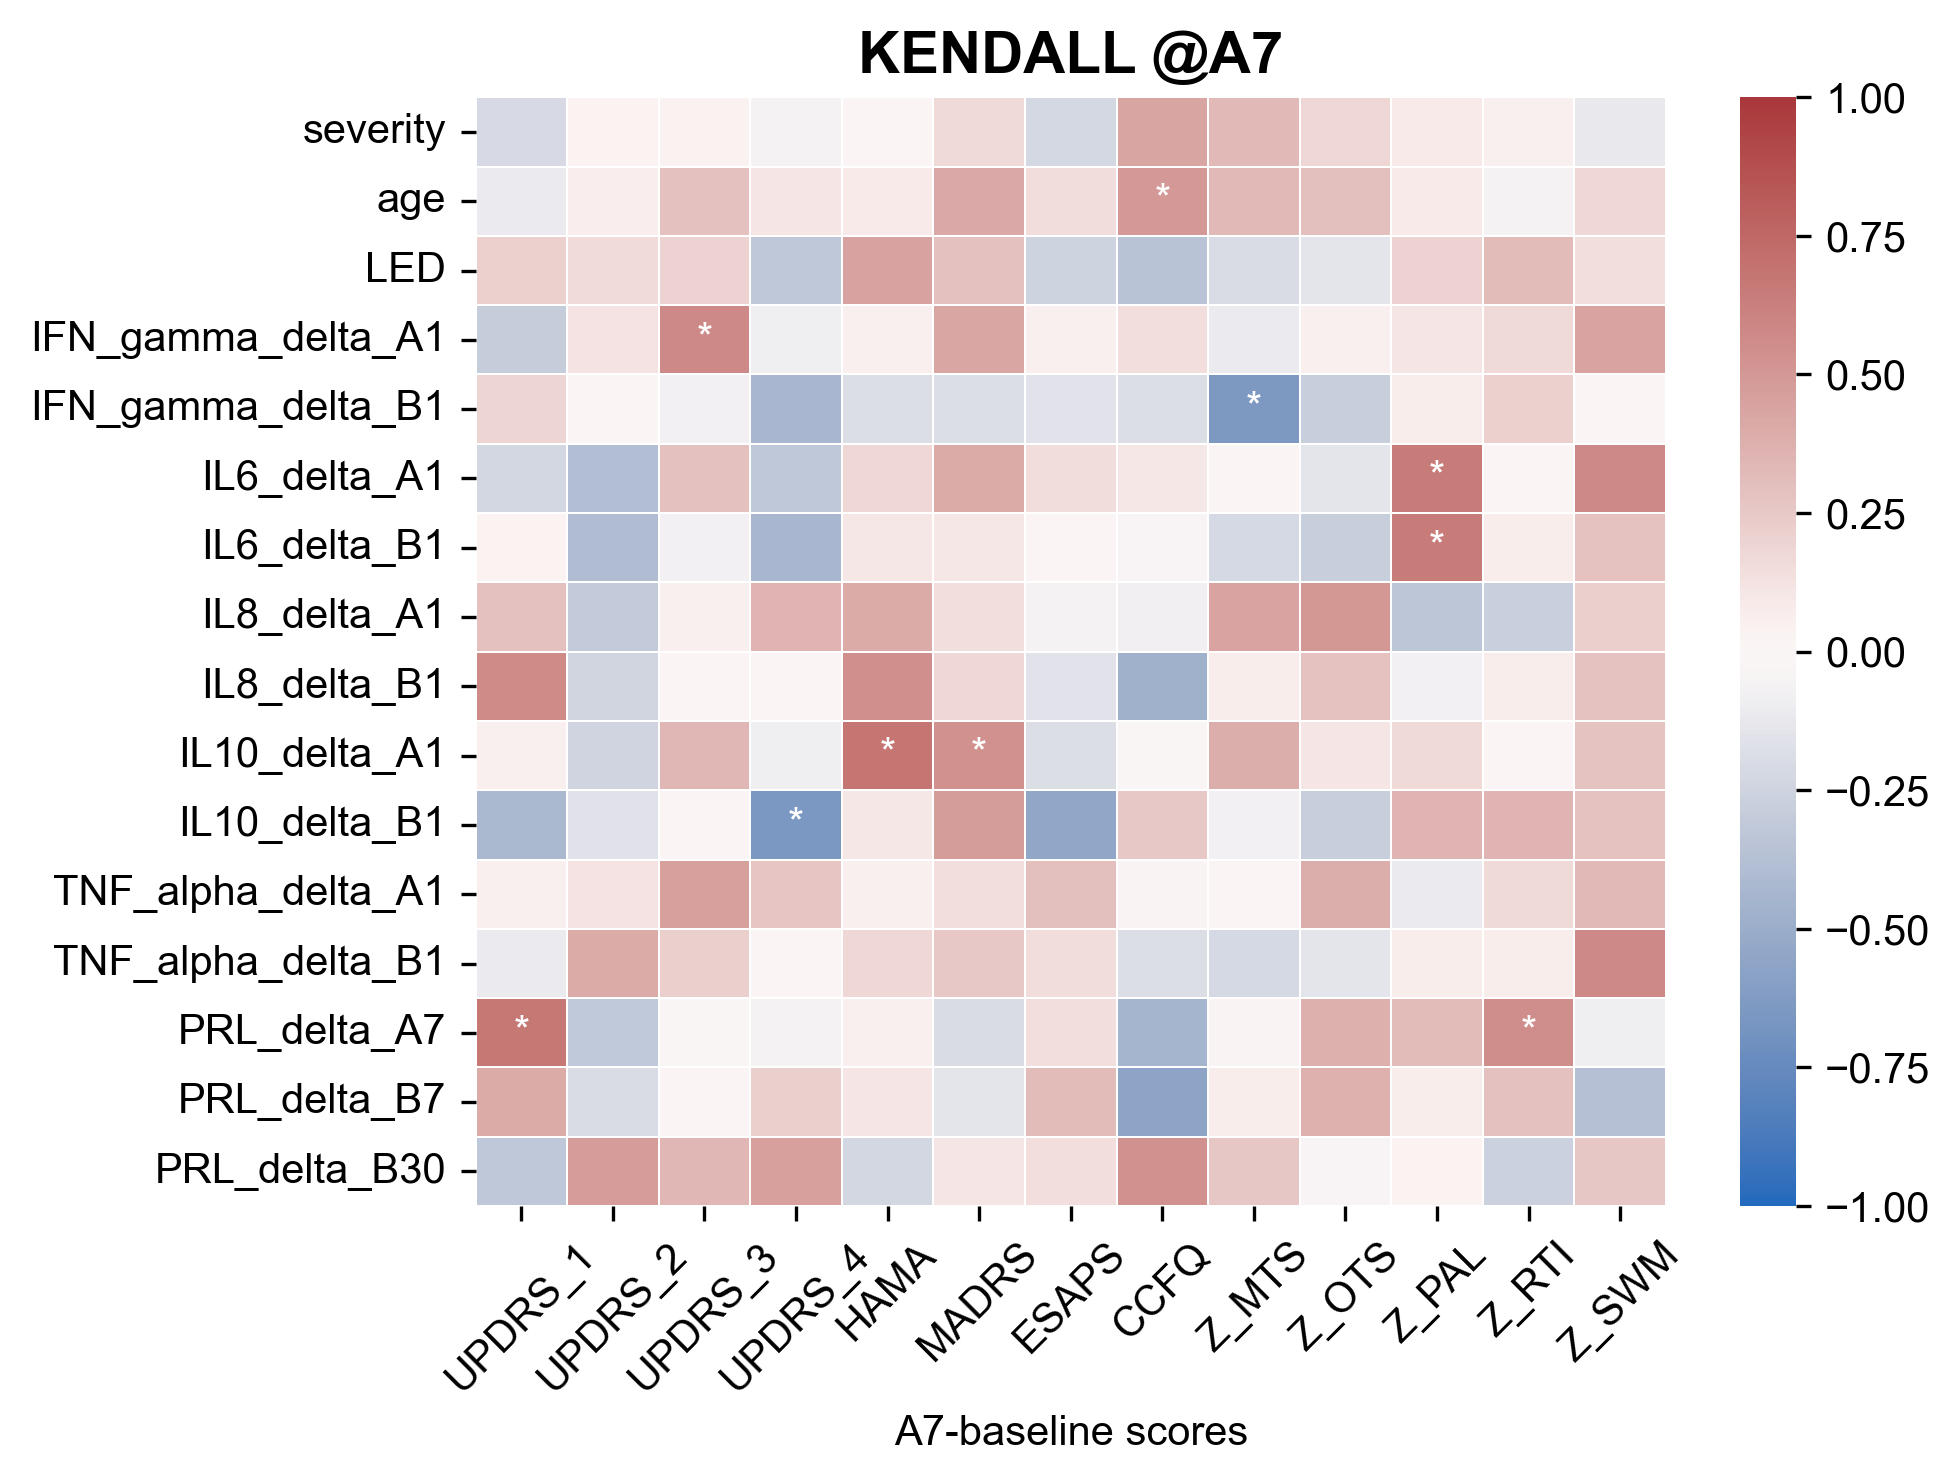 KENDALL @A7
severity
age
LED
IFN_gamma_delta_A1
IFN_gamma_delta_B1
IL6_delta_A1
IL6_delta_B1
IL8_delta_A1
IL8_delta_B1
IL10_delta_A1
IL10_delta_B1
TNF_alpha_delta_A1
TNF_alpha_delta_B1
PRL_delta_A7
PRL_delta_B7
PRL_delta_B30
*
*
*
*
*
* *
*
* *
1.00
0.75
0.50
0.25
0.00
−0.25
−0.50
−0.75
−1.00
UPDRS_1
UPDRS_2
UPDRS_3
UPDRS_4
HAMA
MADRS
ESAPS
CCFQ
Z_MTS
Z_OTS
Z_PAL
Z_RTI
Z_SWM
A7-baseline scores